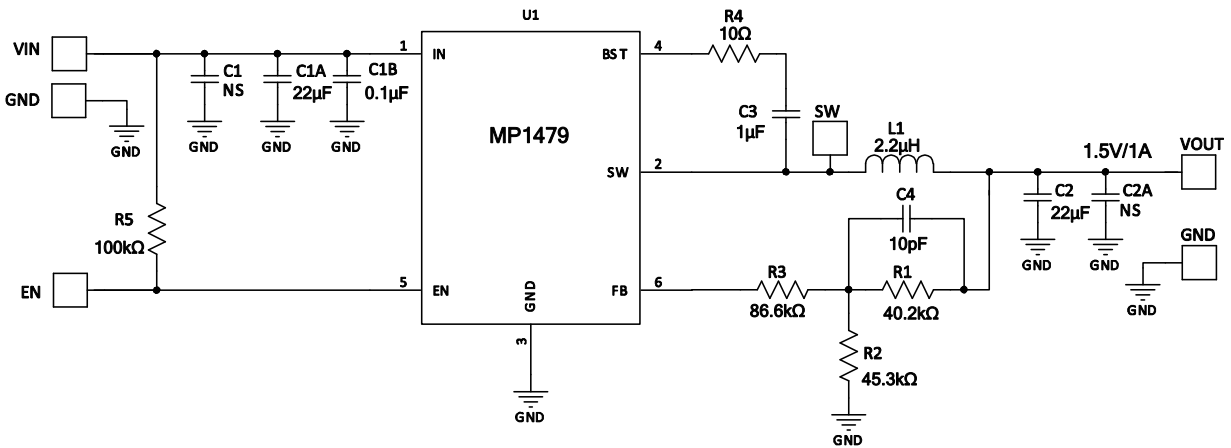 U1
VIN
GND
GND
C1
NS
GND
C1A
22µF
GND
C1B
0.1µF
GND
R5
100kΩ
EN
1
IN
MP1479
5
EN
GND
3
GND
BST
4
SW
2
FB
6
R4
10Ω
C3
1µF
SW
L1
2.2µH
C4
10pF
R3
86.6kΩ
R1
40.2kΩ
R2
45.3kΩ
GND
1.5V/1A
VOUT
C2
22µF
GND
C2A
NS
GND
GND
GND